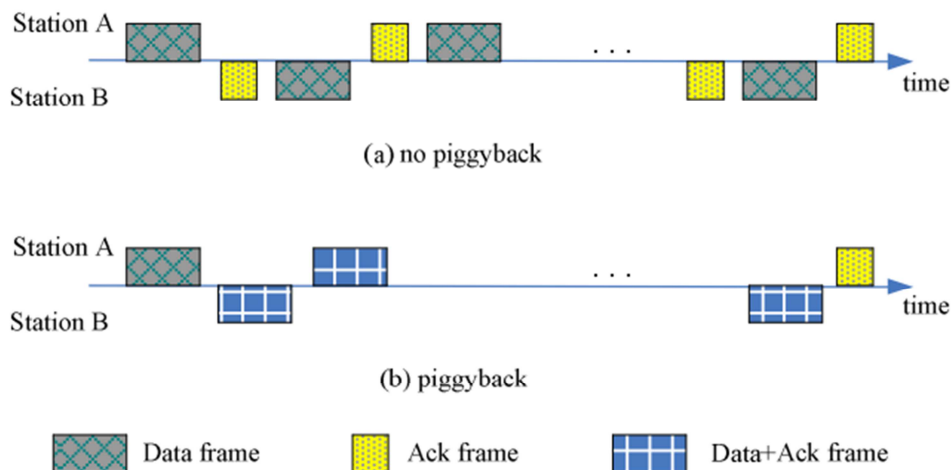 Station A
. . .
time
Station B
(a) no piggyback
Station A
. . .
time
Station B
(b) piggyback
Data frame Ack frame Data+Ack frame